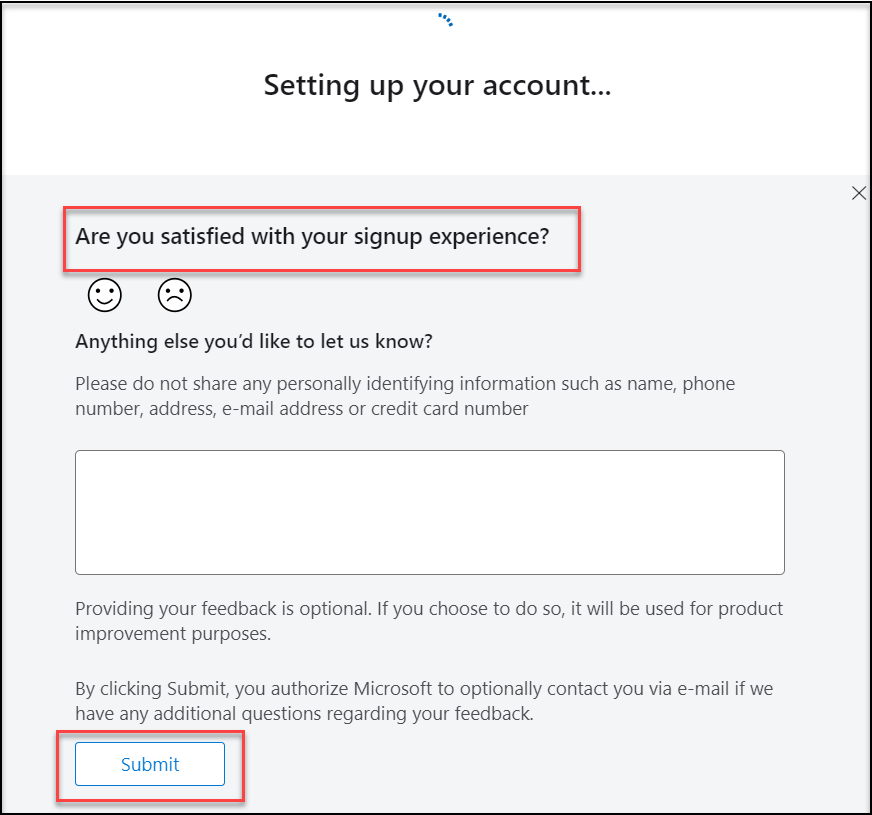 Setting up your account...
Are you satisfied with your signup experience?
Anything else you’d like to let us know?
Please do not share any personally identifying information such as name, phone
number, address, e-mail address or credit card number
Providing your feedback is optional. If you choose to do so, it will be used for product
improvement purposes.
By clicking Submit, you authorize Microsoft to optionally contact you via e-mail if we
have any additional questions regarding your feedback.
Submit